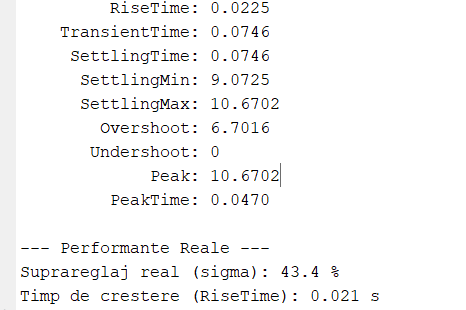 RiseTime: 0.0225
TransientTime: 0.0746
SettlingTime: 0.0746
SettlingMin: 9.0725
SettlingMax: 10.6702
Overshoot: 6.7016
Undershoot: 0
Peak: 10.6702
PeakTime: 0.0470
--- Performante Reale ---
Suprareglaj real (sigma): 43.4 %
Timp de crestere (RiseTime): 0.021 s